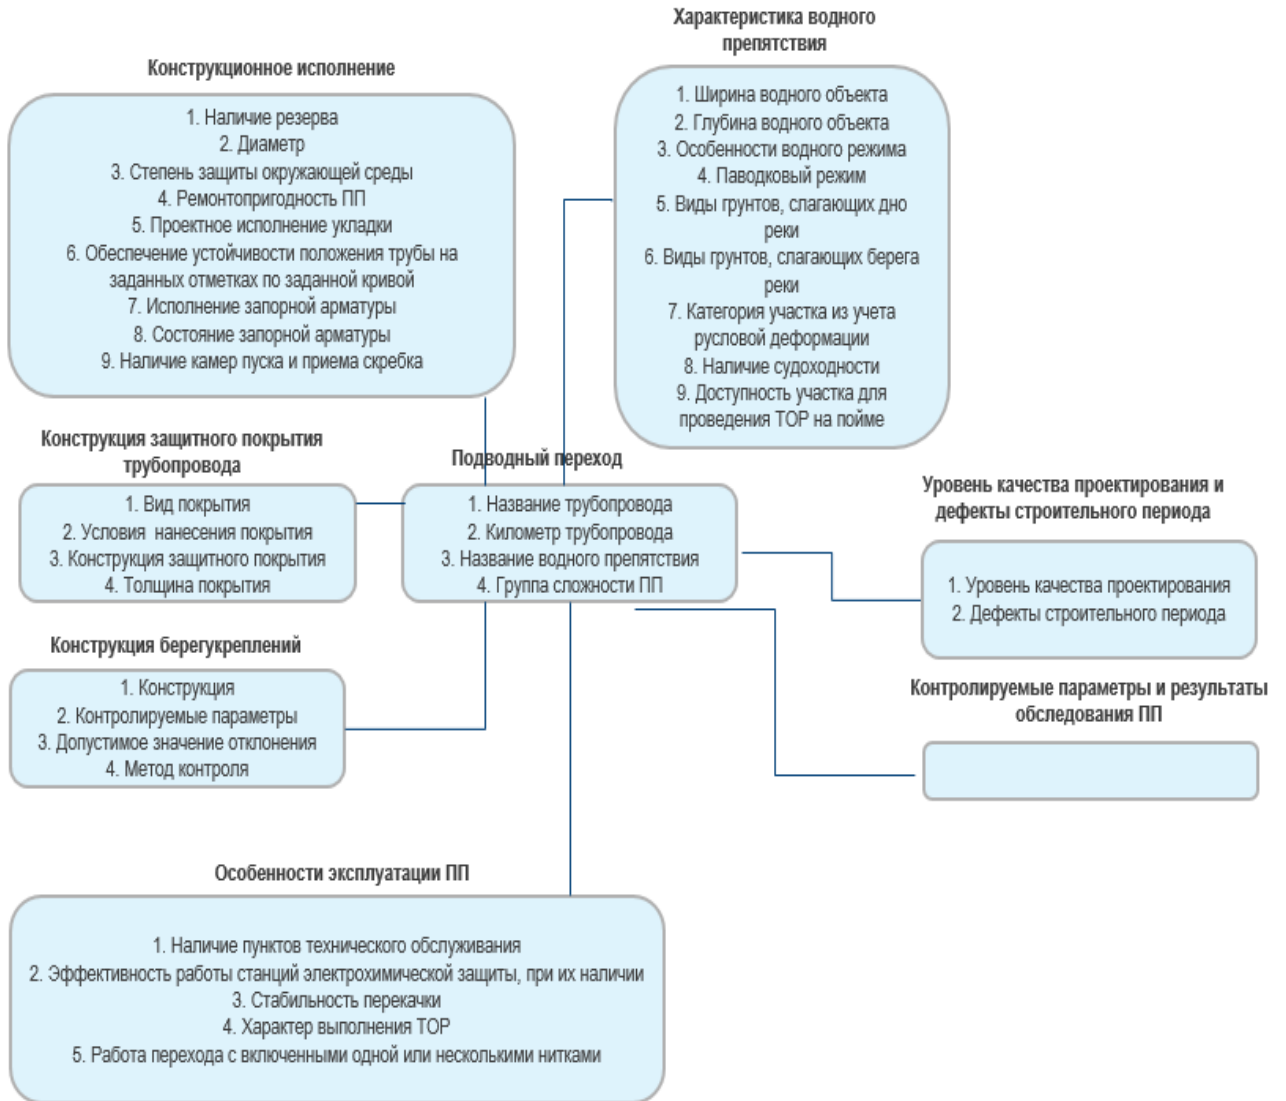 Характеристика водного
препятствия
1. Ширина водного объекта
2. Глубина водного объекта
3. Особенности водного режима
4. Паводковый режим
5. Виды грунтов, слагающих дно
реки
6. Виды грунтов, слагающих берега
реки
7. Категория участка из учета
русловой деформации
8. Наличие судоходности
9. Доступность участка для
проведения ТОР на пойме
Конструкционное исполнение
1. Наличие резерва
2. Диаметр
3. Степень защиты окружающей среды
4. Ремонтопригодность ПП
5. Проектное исполнение укладки
6. Обеспечение устойчивости положения трубы на
заданных отметках по заданной кривой
7. Исполнение запорной арматуры
8. Состояние запорной арматуры
9. Наличие камер пуска и приема скребка
Конструкция защитного покрытия
трубопровода
1. Вид покрытия
2. Условия нанесения покрытия
3. Конструкция защитного покрытия
4. Толщина покрытия
Подводный переход
1. Название трубопровода
2. Километр трубопровода
3. Название водного препятствия
4. Группа сложности ПП
Уровень качества проектирования и
дефекты строительного периода
1. Уровень качества проектирования
2. Дефекты строительного периода
Конструкция берегукреплений
1. Конструкция
2. Контролируемые параметры
3. Допустимое значение отклонения
4. Метод контроля
Контролируемые параметры и результаты
обследования ПП
Особенности эксплуатации ПП
1. Наличие пунктов технического обслуживания
2. Эффективность работы станций электрохимической защиты, при их наличии
3. Стабильность перекачки
4. Характер выполнения ТОР
5. Работа перехода с включенными одной или несколькими нитками